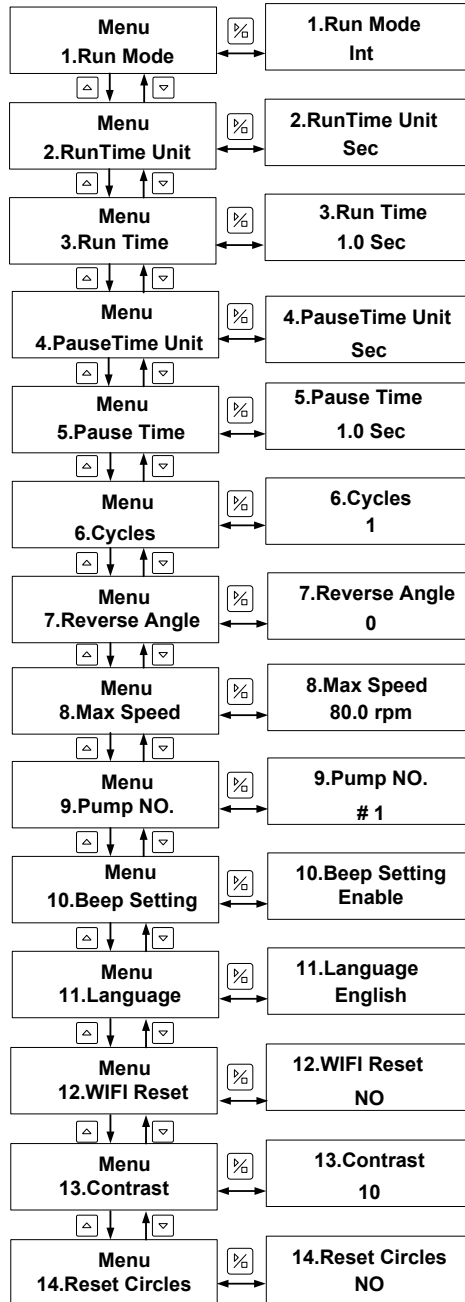 Menu
1.Run Mode
1.Run Mode
Int
Menu
2.RunTime Unit
2.RunTime Unit
Sec
Menu
3.Run Time
3.Run Time
1.0 Sec
Menu
4.PauseTime Unit
4.PauseTime Unit
Sec
Menu
5.Pause Time
5.Pause Time
1.0 Sec
Menu
6.Cycles
6.Cycles
1
Menu
7.Reverse Angle
7.Reverse Angle
0
Menu
8.Max Speed
8.Max Speed
80.0 rpm
Menu
9.Pump NO.
9.Pump NO.
# 1
Menu
10.Beep Setting
10.Beep Setting
Enable
Menu
11.Language
11.Language
English
Menu
12.WIFI Reset
12.WIFI Reset
NO
Menu
13.Contrast
13.Contrast
10
Menu
14.Reset Circles
14.Reset Circles
NO